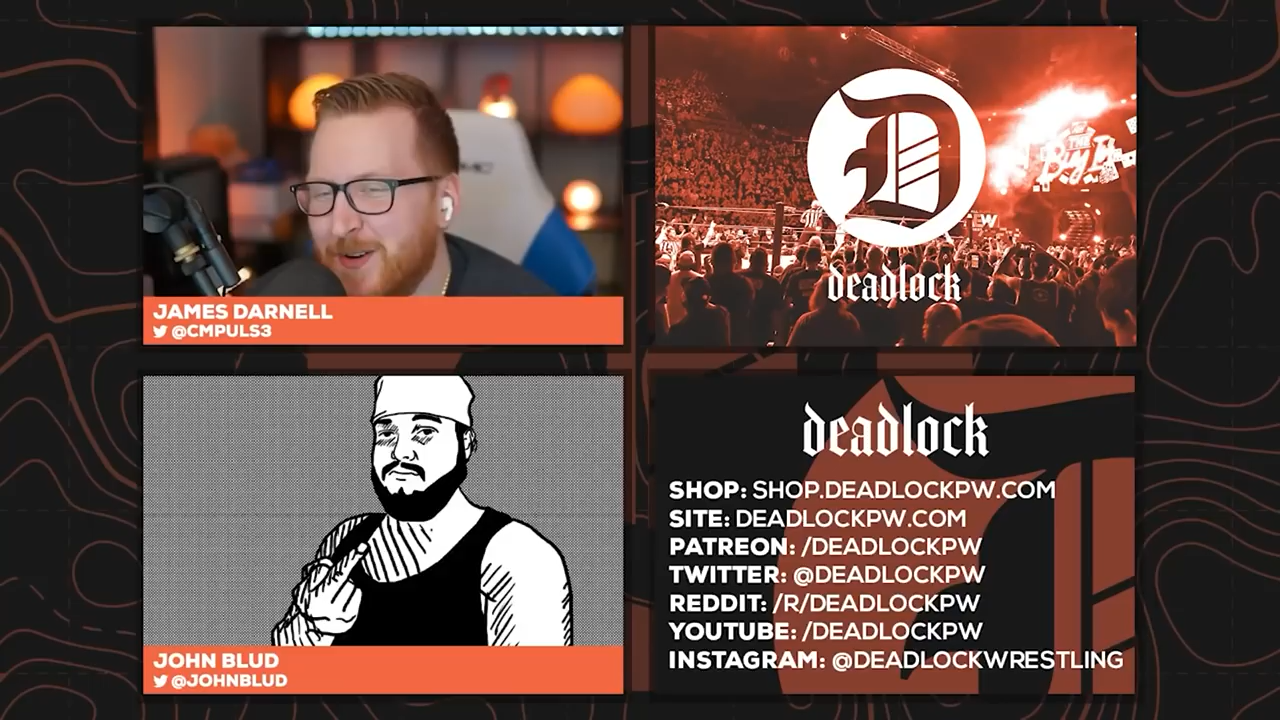 JAMES DARNELL
@CMPULS3
deadlock
JOHN BLUD
@JOHNBLUD
deadlock
SHOP: SHOP.DEADLOCKPW.COM
SITE: DEADLOCKPW.COM
PATREON: /DEADLOCKPW
TWITTER: @DEADLOCKPW
REDDIT: /R/DEADLOCKPW
YOUTUBE: /DEADLOCKPW
INSTAGRAM: @DEADLOCKWRESTLING